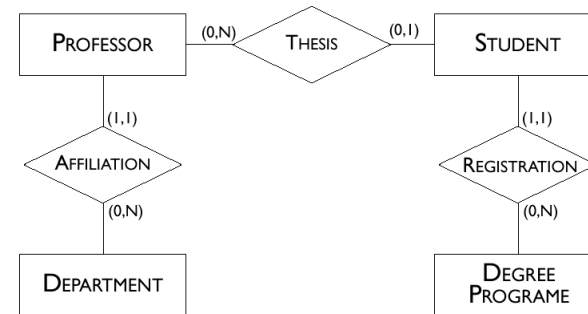 PROFESSOR (0,N) THESIS (0,1) STUDENT
(1,1) (1,1)
AFFILIATION REGISTRATION
(0,N) (0,N)
DEPARTMENT DEGREE
PROGRAME